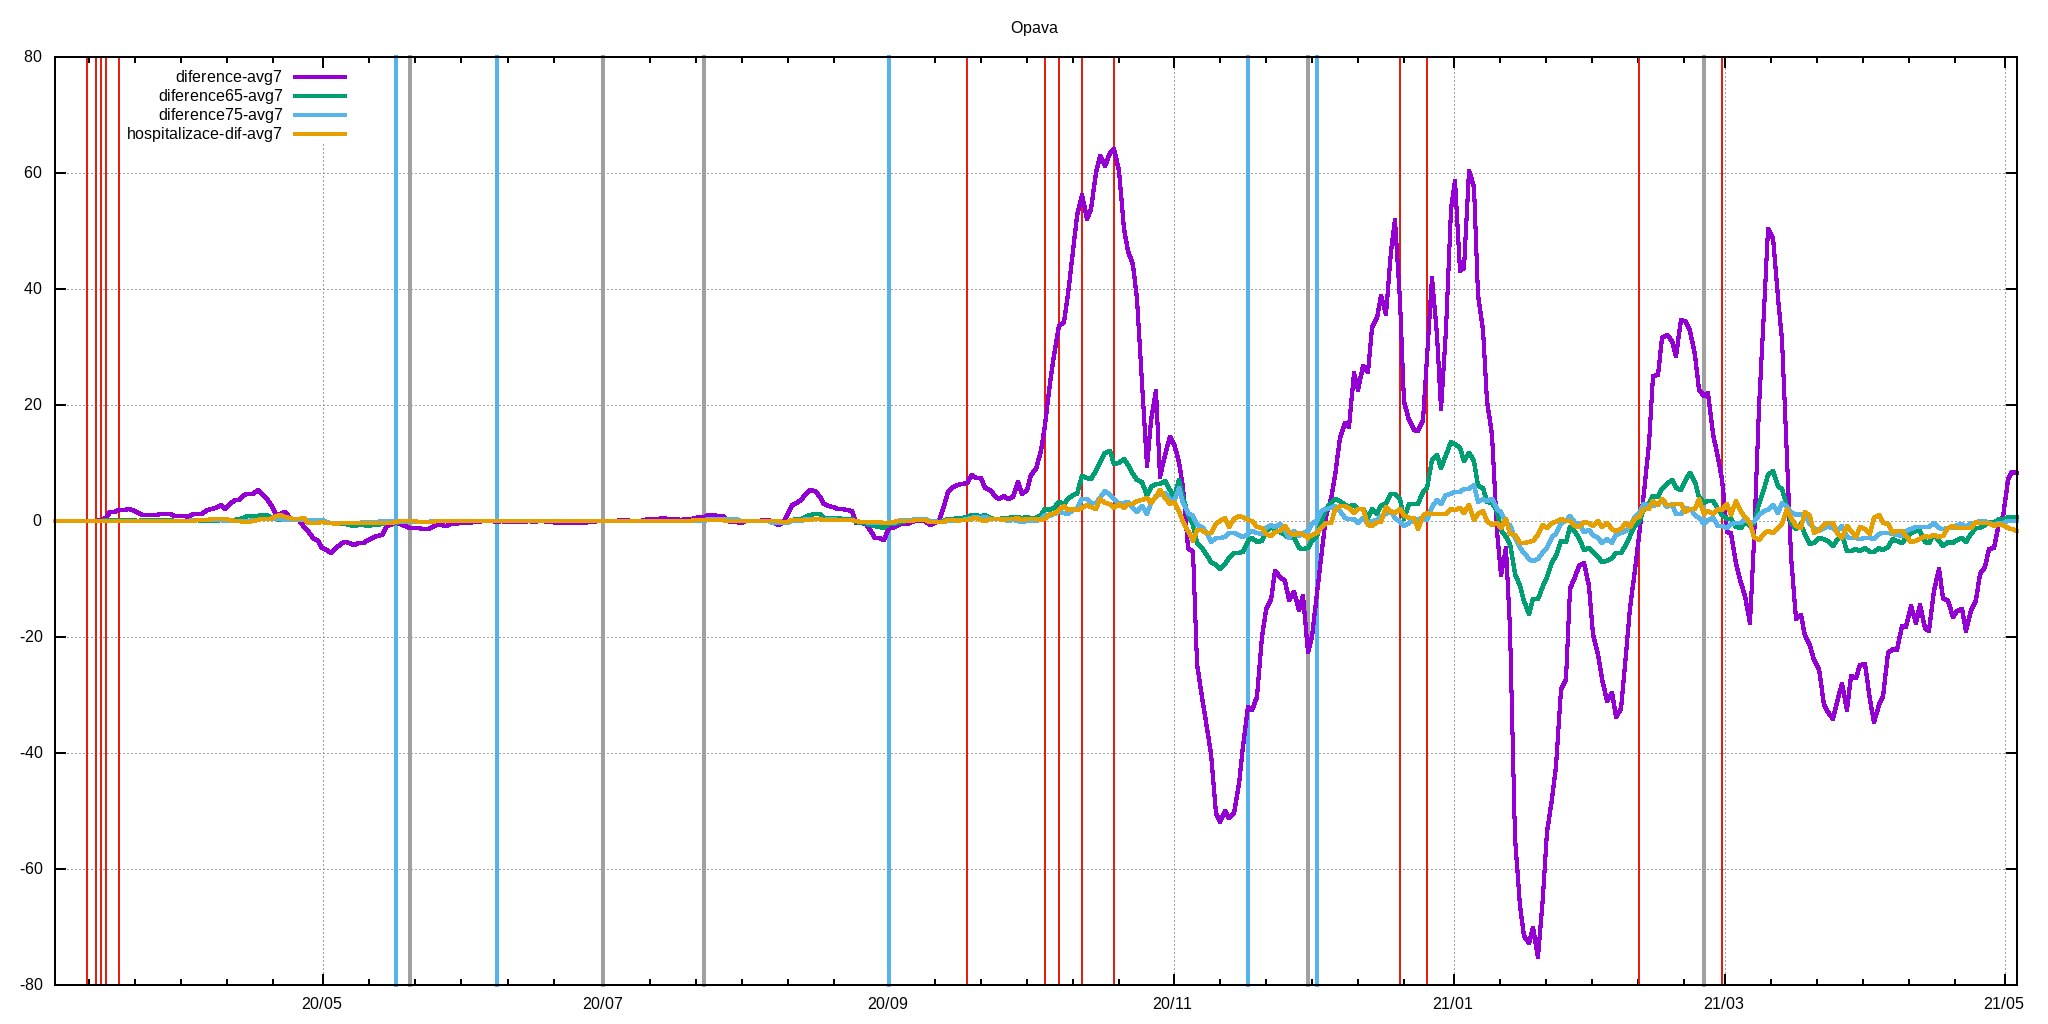 Opava
diference-avg7
diference65-avg7
diference75-avg7
hospitalizace-dif-avg7
80
60
40
20
0
-20
-40
-60
-80
20/05 20/07 20/09 20/11 21/01 21/03 21/05